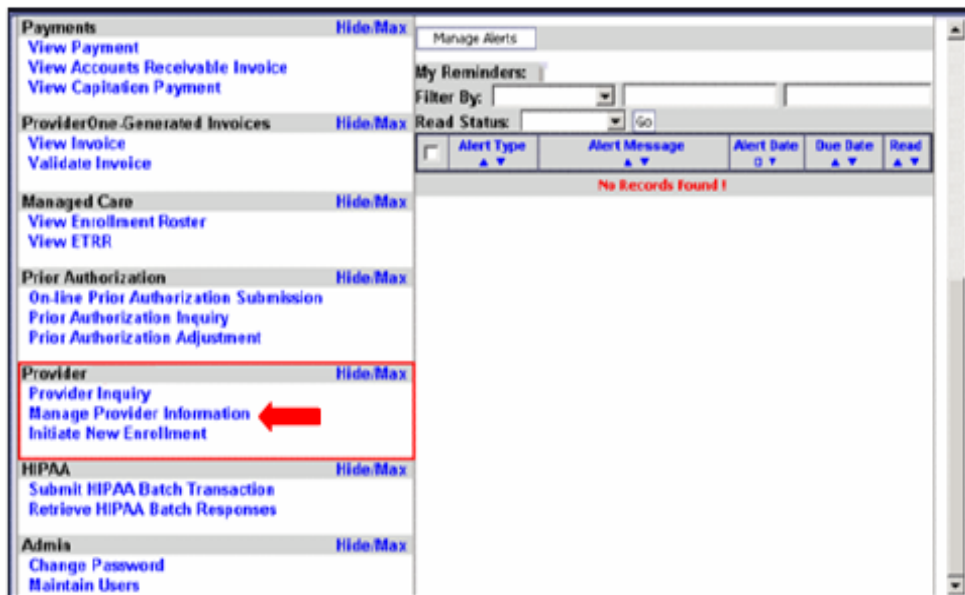 Payments Hide/Max
View Payment
View Accounts Receivable Invoice
View Capitation Payment
ProviderOne-Generated Invoices Hide/Max
View Invoice
Validate Invoice
Managed Care Hide/Max
View Enrollment Roster
View ETRR
Prior Authorization Hide/Max
On-line Prior Authorization Submission
Prior Authorization Inquiry
Prior Authorization Adjustment
Provider Hide/Max
Provider Inquiry
Manage Provider Information
Initiate New Enrollment
HIPAA Hide/Max
Submit HIPAA Batch Transaction
Retrieve HIPAA Batch Responses
Admin Hide/Max
Change Password
Maintain Users
Manage Alerts
My Reminders:
Filter By:
Read Status: Go
Alert Type Alert Message Alert Date Due Date Read
No Records Found !